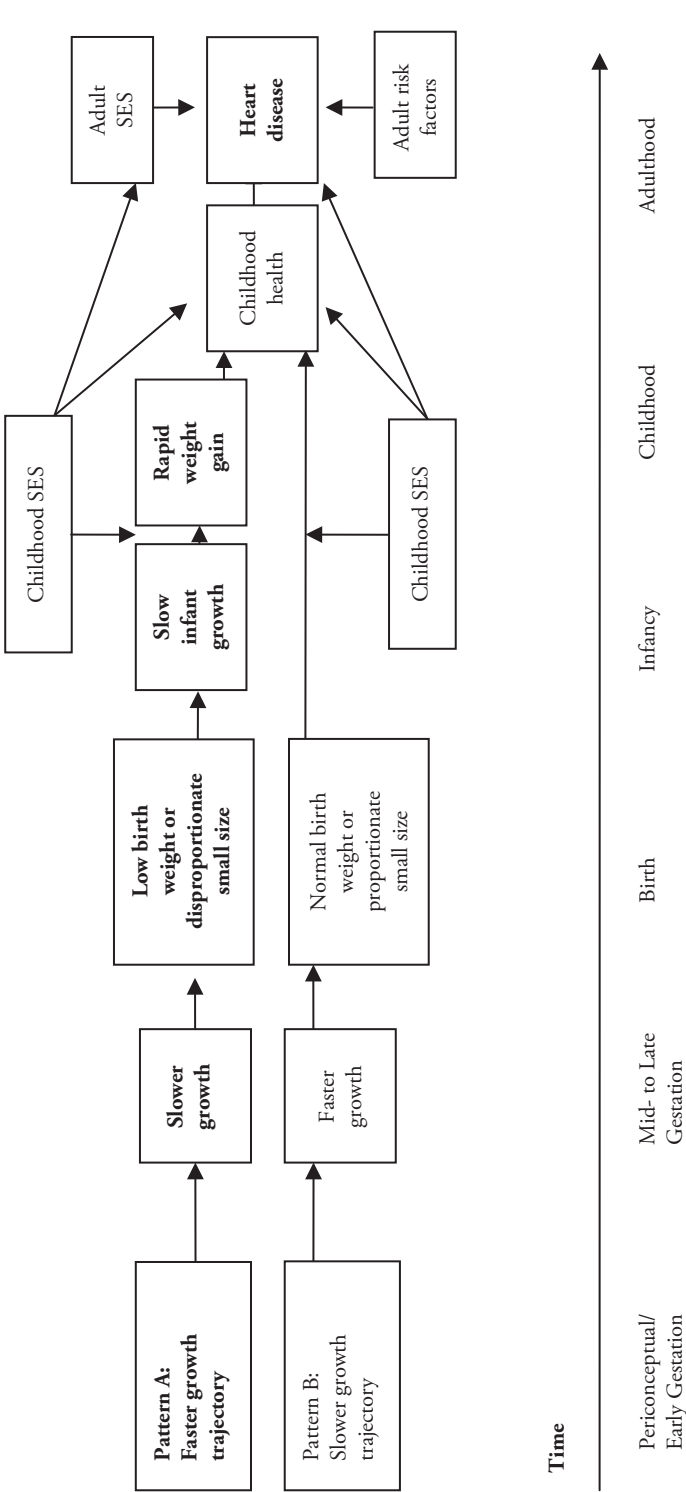 Childhood SES
Adult
SES
Pattern A:
Faster growth
trajectory
Slower
growth
Low birth
weight or
disproportionate
small size
Slow
infant
growth
Rapid
weight
gain
Childhood
health
Heart
disease
Pattern B:
Slower growth
trajectory
Faster
growth
Normal birth
weight or
proportionate
small size
Childhood SES
Adult risk
factors
Time
Periconceptual/
Early Gestation
Mid- to Late
Gestation
Birth
Infancy
Childhood
Adulthood